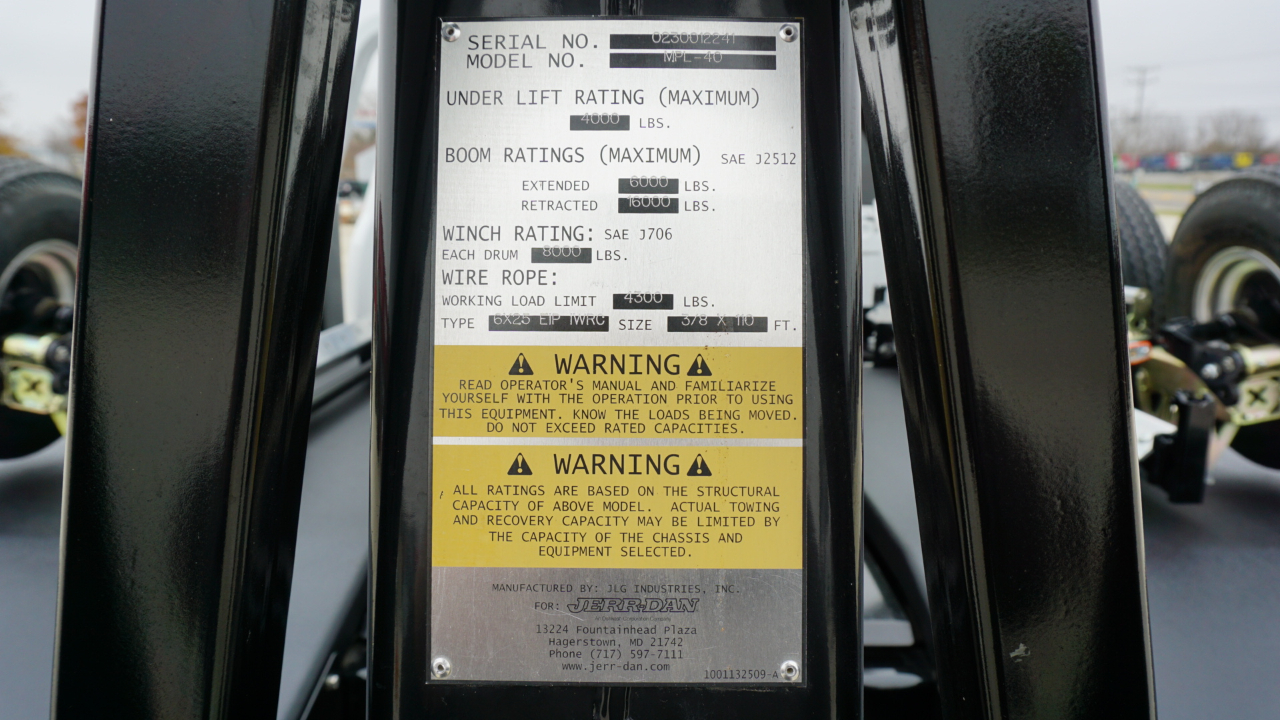 SERIAL NO. 0230012241
MODEL NO. MPL-40
UNDER LIFT RATING (MAXIMUM)
4000 LBS.
BOOM RATINGS (MAXIMUM) SAE J2512
EXTENDED 6000 LBS.
RETRACTED 16000 LBS.
WINCH RATING: SAE J706
EACH DRUM 8000 LBS.
WIRE ROPE:
WORKING LOAD LIMIT 4300 LBS.
TYPE 6X25 EIP IWRC SIZE 3/8 X 110 FT.
WARNING
READ OPERATOR'S MANUAL AND FAMILIARIZE
YOURSELF WITH THE OPERATION PRIOR TO USING
THIS EQUIPMENT. KNOW THE LOADS BEING MOVED.
DO NOT EXCEED RATED CAPACITIES.
WARNING
ALL RATINGS ARE BASED ON THE STRUCTURAL
CAPACITY OF ABOVE MODEL. ACTUAL TOWING
AND RECOVERY CAPACITY MAY BE LIMITED BY
THE CAPACITY OF THE CHASSIS AND
EQUIPMENT SELECTED.
MANUFACTURED BY: JLG INDUSTRIES, INC.
FOR: JERR-DAN
13224 Fountainhead Plaza
Hagerstown, MD 21742
Phone (717) 597-7111
www.jerr-dan.com
1001132509-A